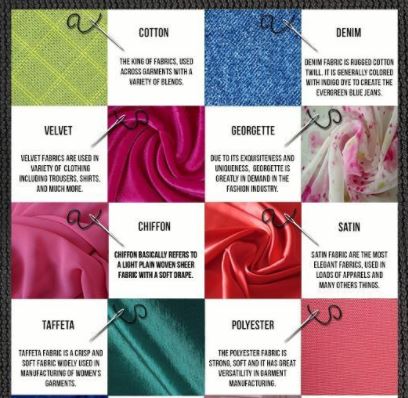 COTTON
THE KING OF FABRICS, USED
ACROSS GARMENTS WITH A
VARIETY OF BLENDS.
DENIM
DENIM FABRIC IS RUGGED COTTON
TWILL. IT IS GENERALLY COLORED
WITH INDIGO DYE TO CREATE THE
EVERGREEN BLUE JEANS.
VELVET
VELVET FABRICS ARE USED IN
VARIETY OF CLOTHING
INCLUDING TROUSERS, SHIRTS,
AND MUCH MORE.
GEORGETTE
DUE TO ITS EXQUISITENESS AND
UNIQUENESS, GEORGETTE IS
GREATLY IN DEMAND IN THE
FASHION INDUSTRY.
CHIFFON
CHIFFON BASICALLY REFERS TO
A LIGHT PLAIN WOVEN SHEER
FABRIC WITH A SOFT DRAPE.
SATIN
SATIN FABRIC ARE THE MOST
ELEGANT FABRICS, USED IN
LOADS OF APPARELS AND
MANY OTHERS THINGS.
TAFFETA
TAFFETA FABRIC IS A CRISP AND
SOFT FABRIC WIDELY USED IN
MANUFACTURING OF WOMEN'S
GARMENTS.
POLYESTER
THE POLYESTER FABRIC IS
STRONG, SOFT AND IT HAS GREAT
VERSATILITY IN GARMENT
MANUFACTURING.